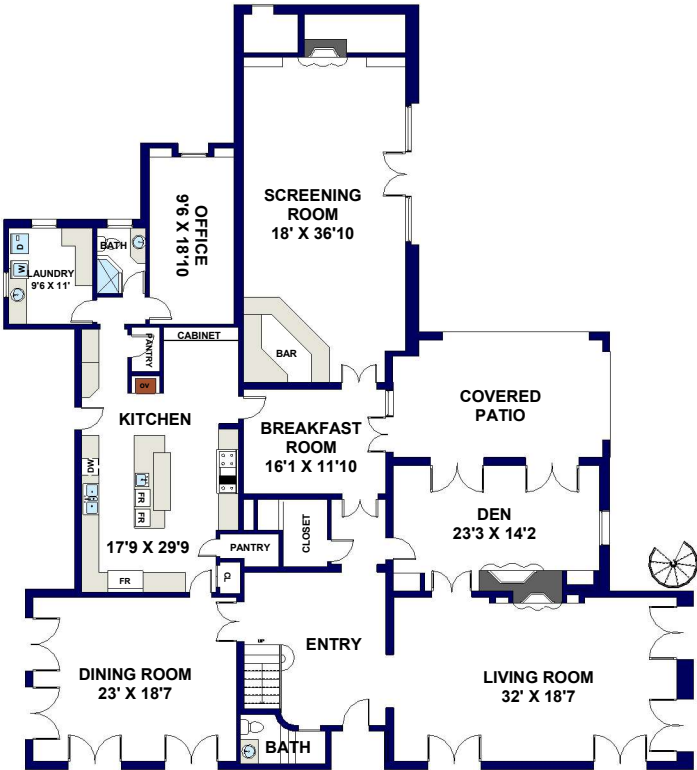 SCREENING
ROOM
18' X 36'10
OFFICE
9'6 X 18'10
BATH
D
W
LAUNDRY
9'6 X 11'
PANTRY
CABINET
OV
BAR
KITCHEN
BREAKFAST
ROOM
16'1 X 11'10
COVERED
PATIO
DW
FR
FR
17'9 X 29'9
FR
PANTRY
CLOSET
CL
DEN
23'3 X 14'2
UP
ENTRY
DINING ROOM
23' X 18'7
LIVING ROOM
32' X 18'7
BATH